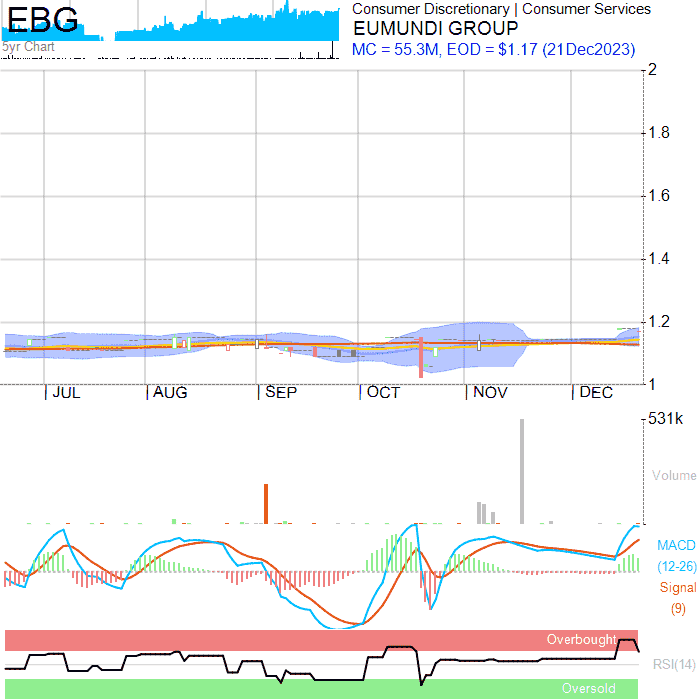 EBG
5yr Chart
Consumer Discretionary | Consumer Services
EUMUNDI GROUP
MC = 55.3M, EOD = $1.17 (21Dec2023)
2
1.8
1.6
1.4
1.2
1
JUL AUG SEP OCT NOV DEC
531k
Volume
MACD
(12-26)
Signal
(9)
Overbought
RSI(14)
Oversold